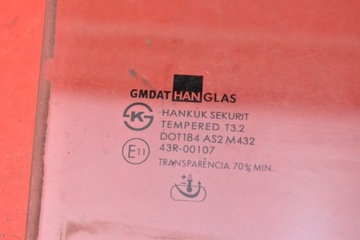 GMDAT HANGLAS
HANKUK SEKURIT
TEMPERED T3.2
DOT184 AS2 M432
E11 43R-00107
TRANSPARÊNCIA 70% MIN.